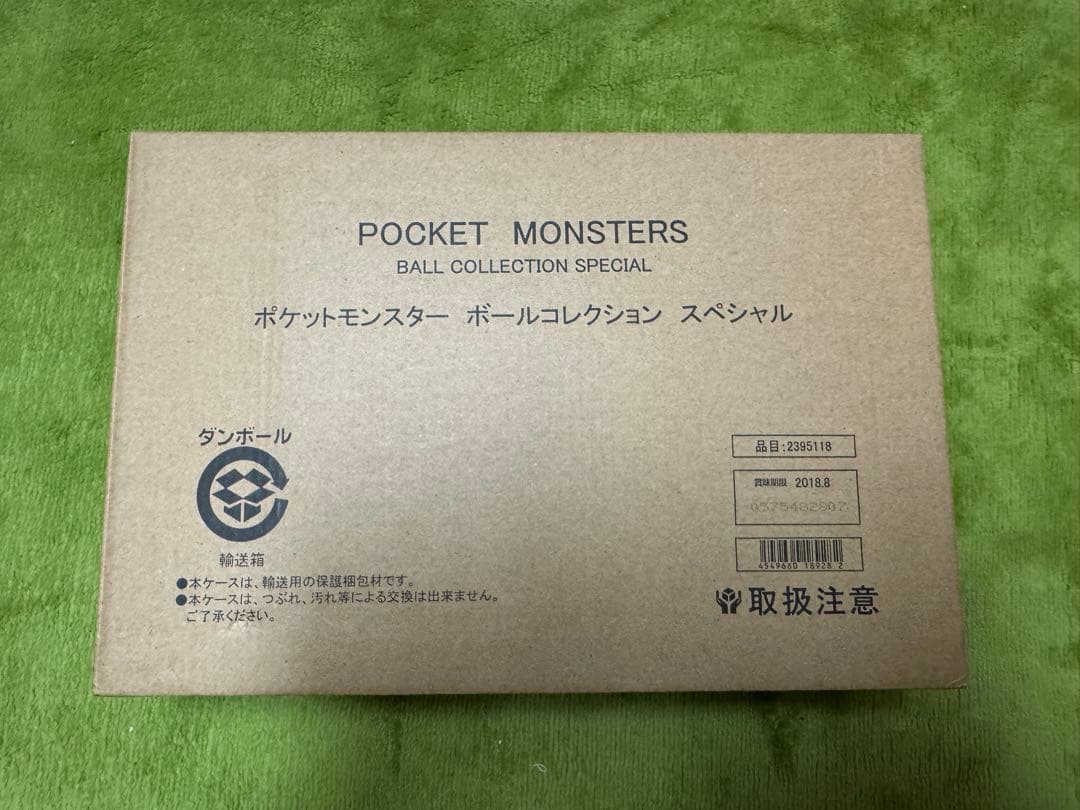 POCKET MONSTERS
BALL COLLECTION SPECIAL
ポケットモンスター ボールコレクション スペシャル
ダンボール
輸送箱
●本ケースは、輸送用の保護梱包材です。
●本ケースは、つぶれ、汚れ等による交換は出来ません。
ご了承ください。
品目:2395118
賞味期限 2018.8
0575482807
4549660 18928 2
取扱注意